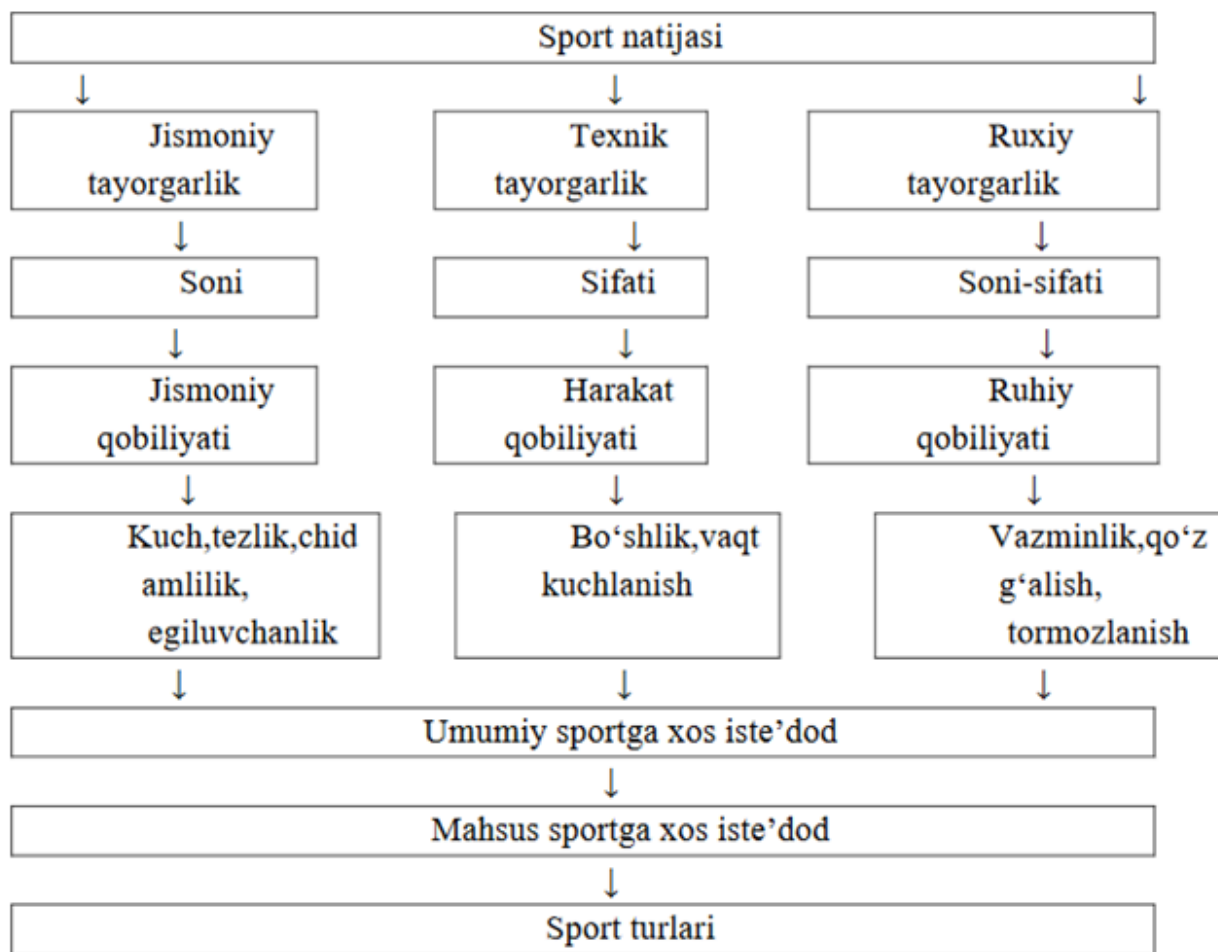 Sport natijasi
Jismoniy
tayorgarlik
Texnik
tayorgarlik
Ruxiy
tayorgarlik
Soni
Sifati
Soni-sifati
Jismoniy
qobiliyati
Harakat
qobiliyati
Ruhiy
qobiliyati
Kuch,tezlik,chid
amlilik,
egiluvchanlik
Bo‘shlik,vaqt
kuchlanish
Vazminlik,qo‘z
g‘alish,
tormozlanish
Umumiy sportga xos iste’dod
Mahsus sportga xos iste’dod
Sport turlari